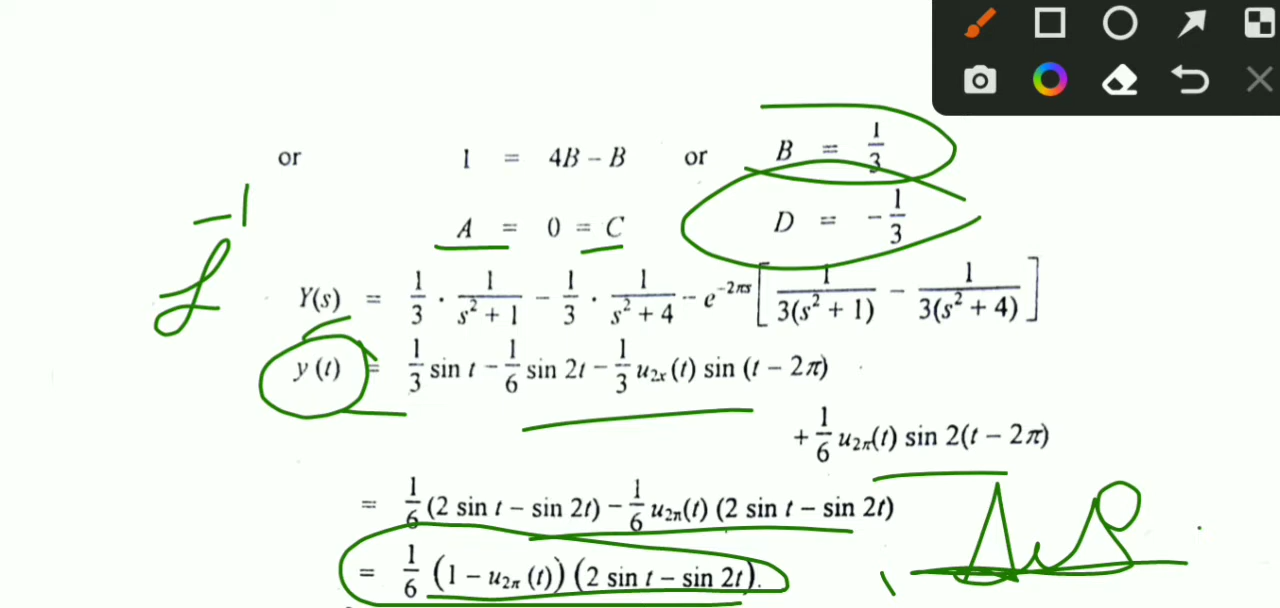 or 1 = 4B – B or B = 1/3
A = 0 = C D = – 1/3
ℒ⁻¹
Y(s) = 1/3 · 1/(s² + 1) – 1/3 · 1/(s² + 4) – e^(–2πs) [ 1/(3(s² + 1)) – 1/(3(s² + 4)) ]
y (t) = 1/3 sin t – 1/6 sin 2t – 1/3 u₂ₓ(t) sin (t – 2π)
+ 1/6 u₂π(t) sin 2(t – 2π)
= 1/6 (2 sin t – sin 2t) – 1/6 u₂π(t) (2 sin t – sin 2t)
= 1/6 (1 – u₂π (t)) (2 sin t – sin 2t).